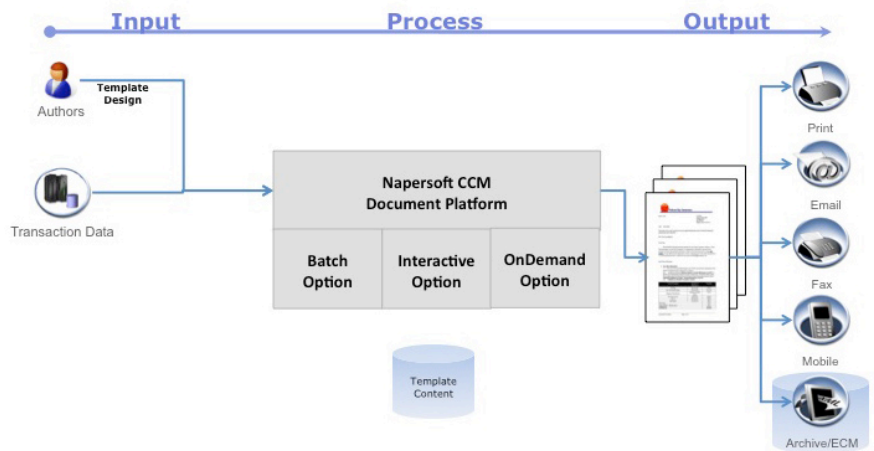 Input
Process
Output
Authors
Template
Design
Transaction Data
Napersoft CCM
Document Platform
Batch
Option
Interactive
Option
OnDemand
Option
Template
Content
Print
Email
Fax
Mobile
Archive/ECM